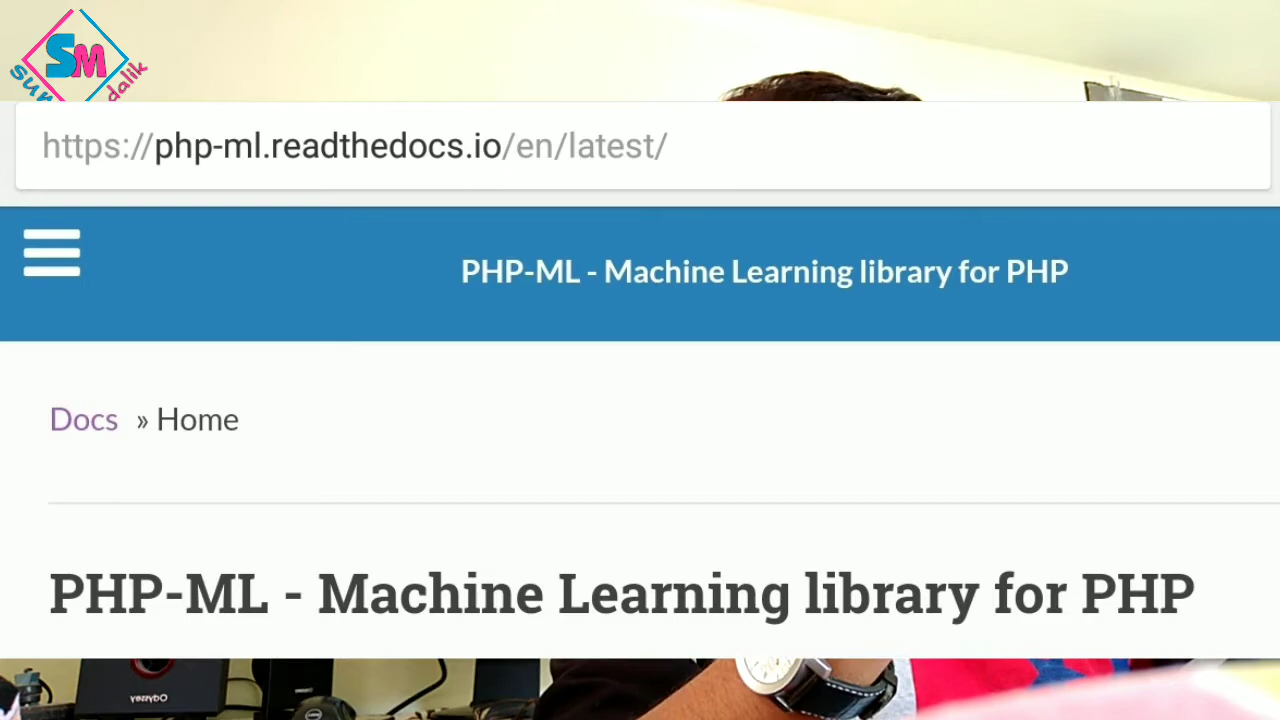 SM
https://php-ml.readthedocs.io/en/latest/
PHP-ML - Machine Learning library for PHP
Docs » Home
PHP-ML - Machine Learning library for PHP
Odyssey